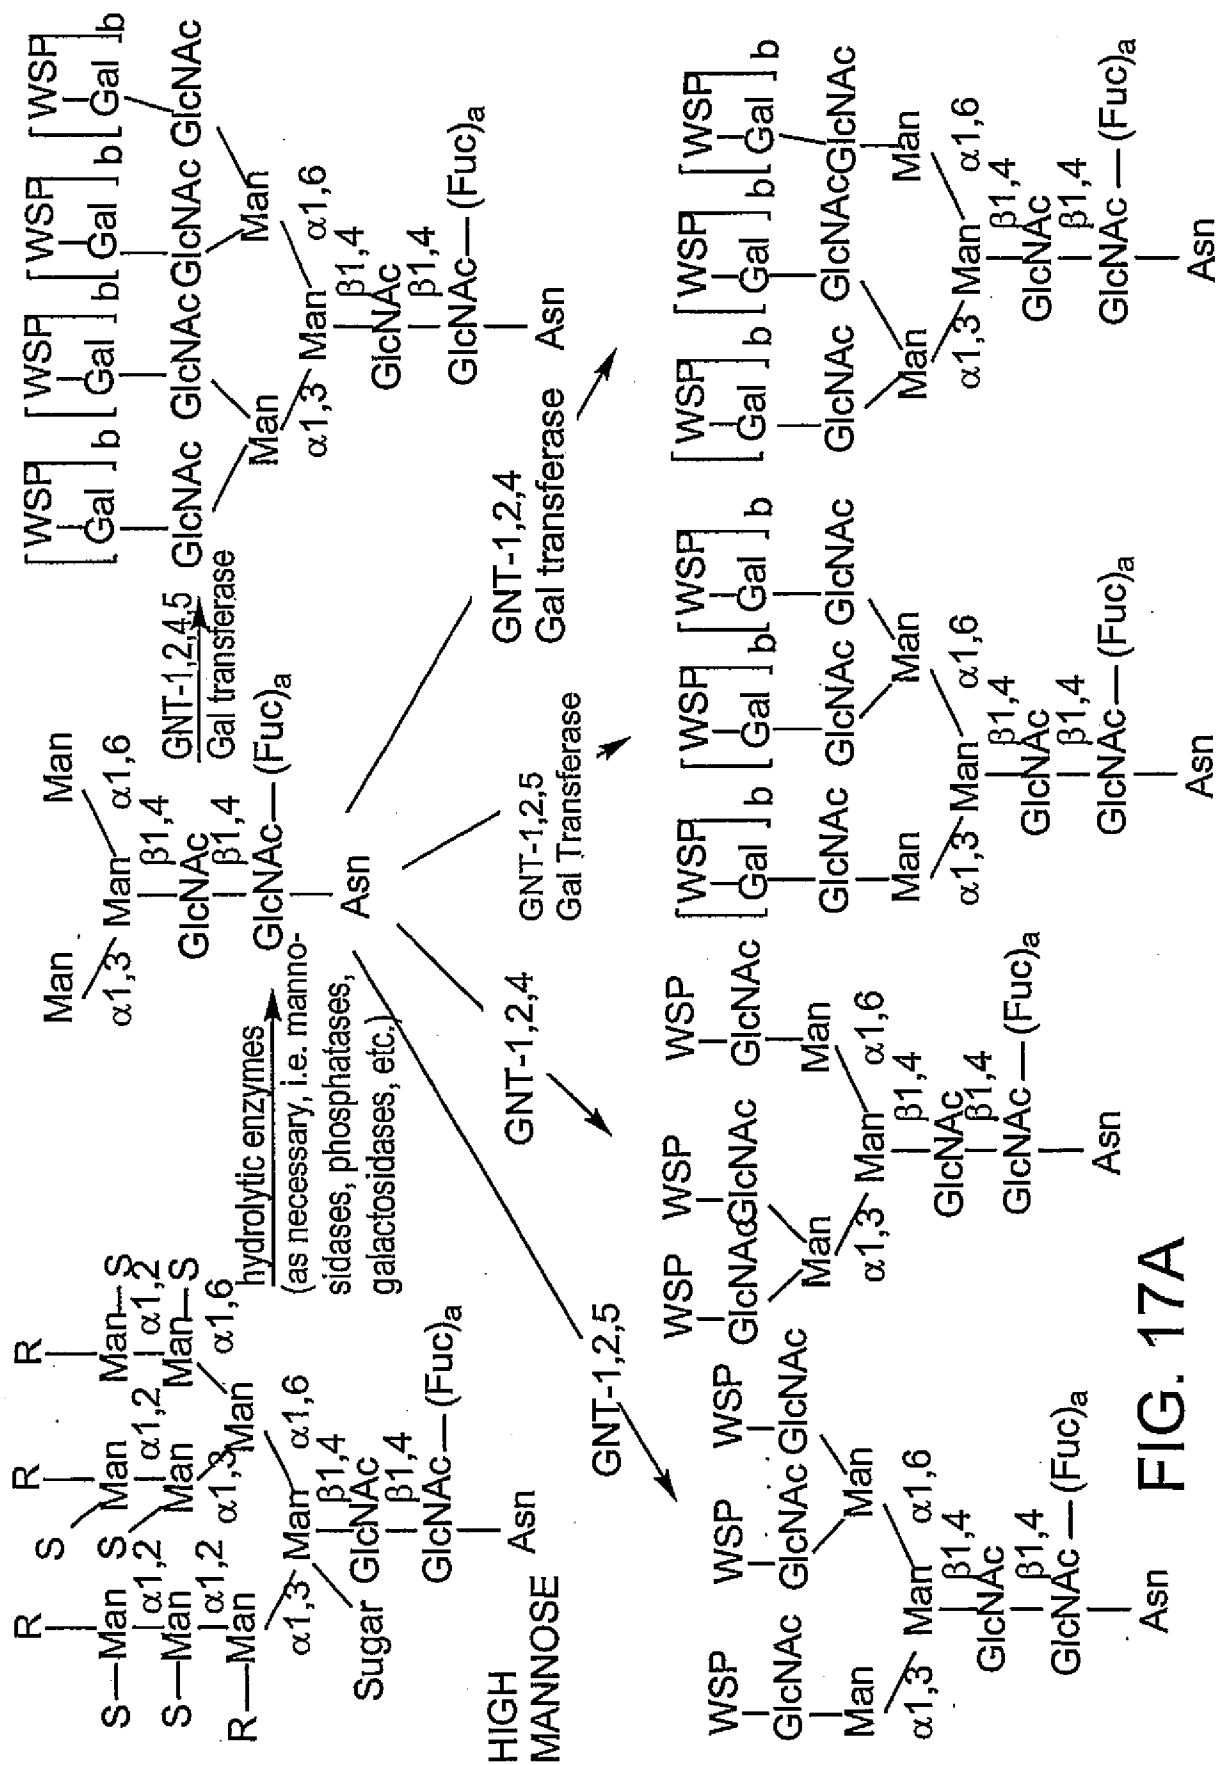 R R R
S—Man S Man Man—S
α1,2 α1,2 α1,2
S—Man S Man Man—S
α1,2 α1,3 α1,6
R—Man Man
α1,3 Man α1,6
Sugar
β1,4
GlcNAc
β1,4
GlcNAc—(Fuc)a
Asn
HIGH
MANNOSE
hydrolytic enzymes
(as necessary, i.e. manno-
sidases, phosphatases,
galactosidases, etc.)
Man Man
α1,3 Man α1,6
β1,4
GlcNAc
β1,4
GlcNAc—(Fuc)a
Asn
GNT-1,2,4,5
Gal transferase
[WSP [WSP [WSP [WSP
[Gal ]b [Gal ]b [Gal ]b [Gal ]b
GlcNAc GlcNAc GlcNAc GlcNAc
Man Man
α1,3 Man α1,6
β1,4
GlcNAc
β1,4
GlcNAc—(Fuc)a
Asn
GNT-1,2,5
GNT-1,2,4
GNT-1,2,5
Gal Transferase
GNT-1,2,4
Gal transferase
WSP WSP WSP
GlcNAc GlcNAc GlcNAc
Man Man
α1,3 Man α1,6
β1,4
GlcNAc
β1,4
GlcNAc—(Fuc)a
Asn
WSP WSP WSP
GlcNAc GlcNAc GlcNAc
Man Man
α1,3 Man α1,6
β1,4
GlcNAc
β1,4
GlcNAc—(Fuc)a
Asn
[WSP [WSP [WSP
[Gal ]b [Gal ]b [Gal ]b
GlcNAc GlcNAc GlcNAc
Man Man
α1,3 Man α1,6
β1,4
GlcNAc
β1,4
GlcNAc—(Fuc)a
Asn
[WSP [WSP [WSP
[Gal ]b [Gal ]b [Gal ]b
GlcNAc GlcNAc GlcNAc
Man Man
α1,3 Man α1,6
β1,4
GlcNAc
β1,4
GlcNAc—(Fuc)a
Asn
FIG. 17A